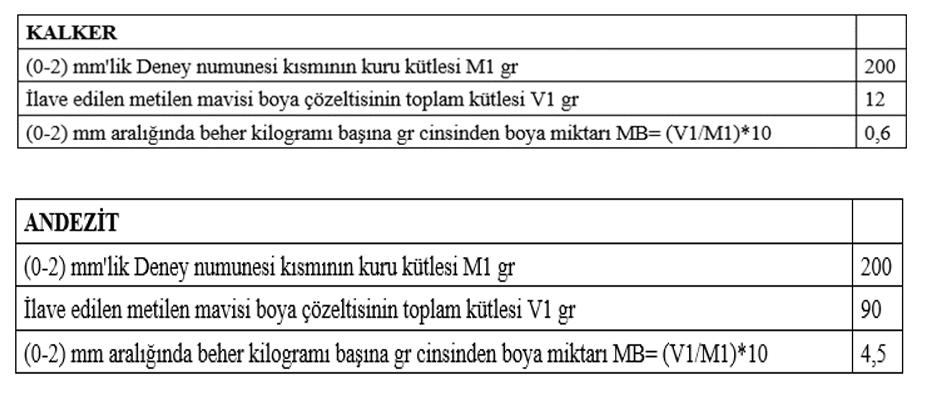 KALKER
(0-2) mm'lik Deney numunesi kısmının kuru kütlesi M1 gr 200
İlave edilen metilen mavisi boya çözeltisinin toplam kütlesi V1 gr 12
(0-2) mm aralığında beher kilogramı başına gr cinsinden boya miktarı MB= (V1/M1)*10 0,6
ANDEZİT
(0-2) mm'lik Deney numunesi kısmının kuru kütlesi M1 gr 200
İlave edilen metilen mavisi boya çözeltisinin toplam kütlesi V1 gr 90
(0-2) mm aralığında beher kilogramı başına gr cinsinden boya miktarı MB= (V1/M1)*10 4,5